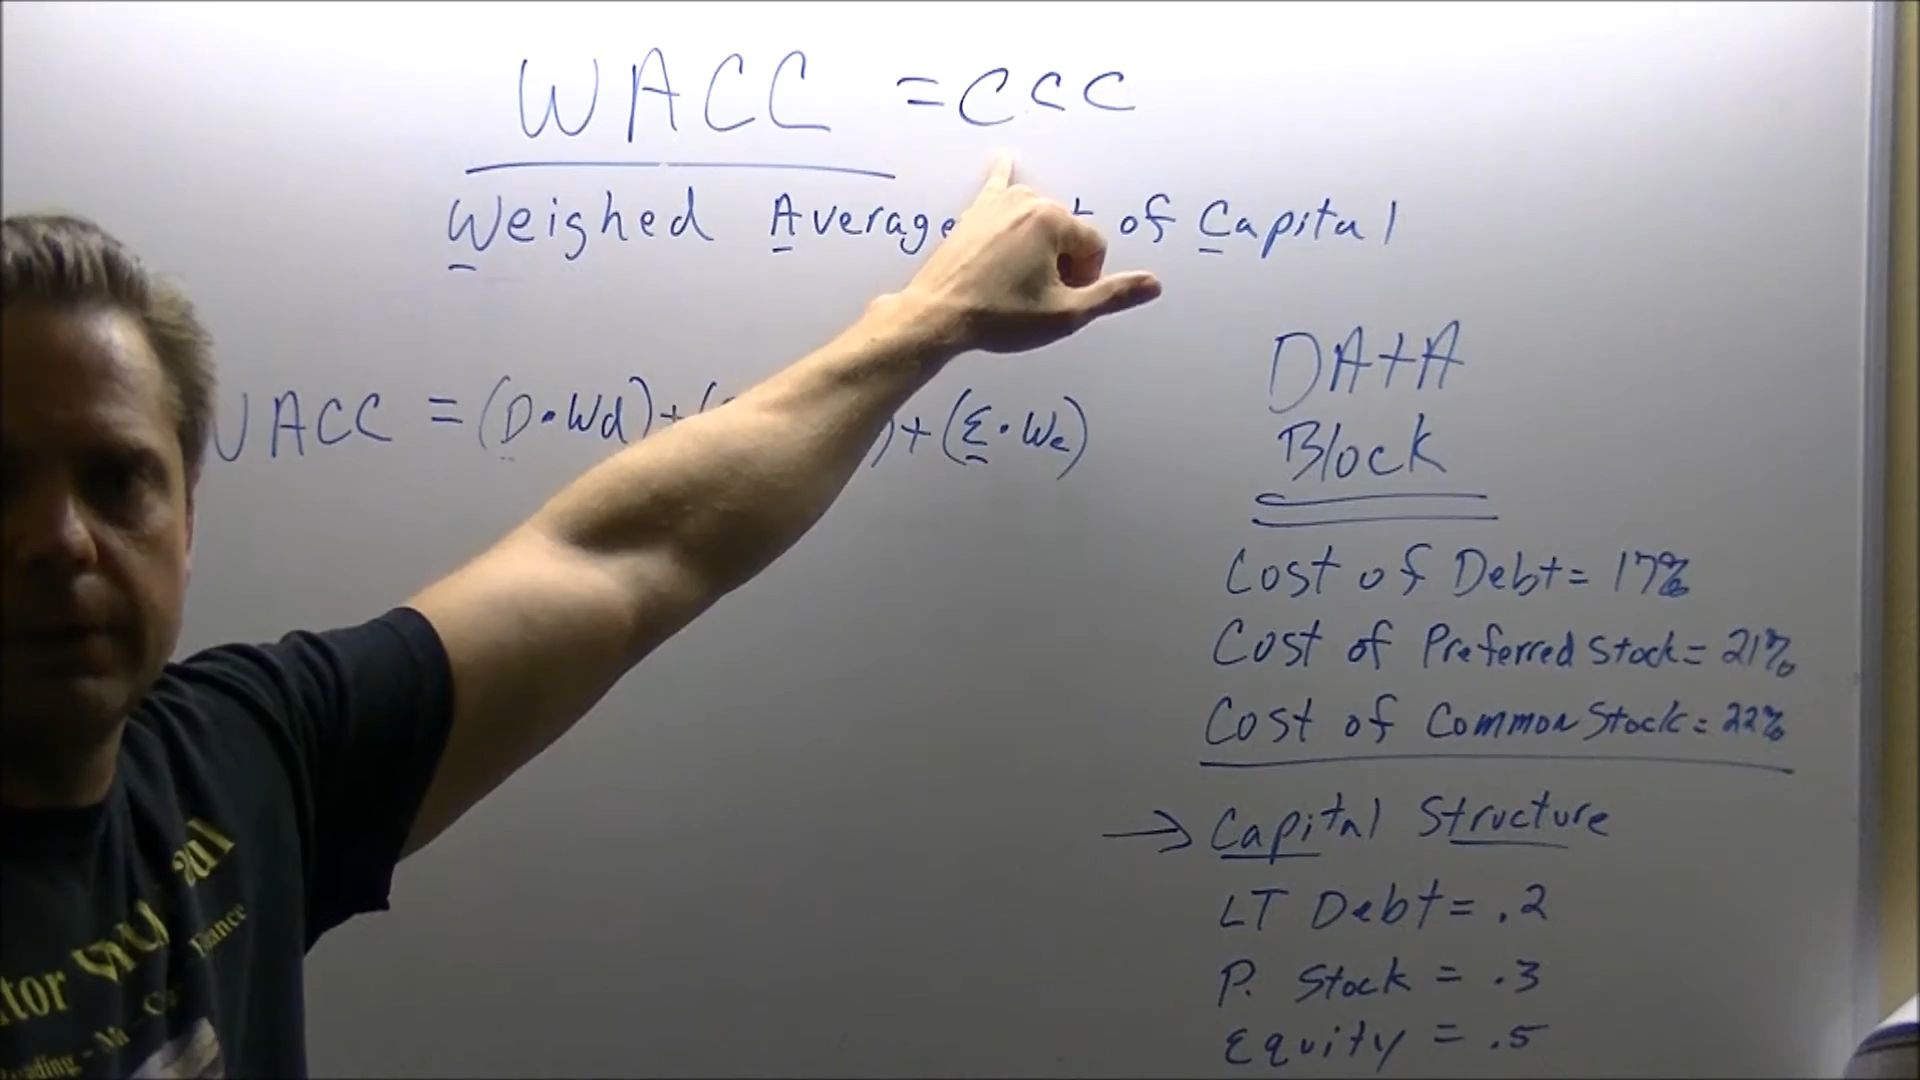 WACC = CCC
Weighed Average of Capital
WACC = (D·Wd)+( )+(E·We)
DAtA
Block
Cost of Debt = 17%
Cost of Preferred Stock = 21%
Cost of Common Stock = 22%
→ Capital Structure
LT Debt = .2
P. Stock = .3
Equity = .5
Finance